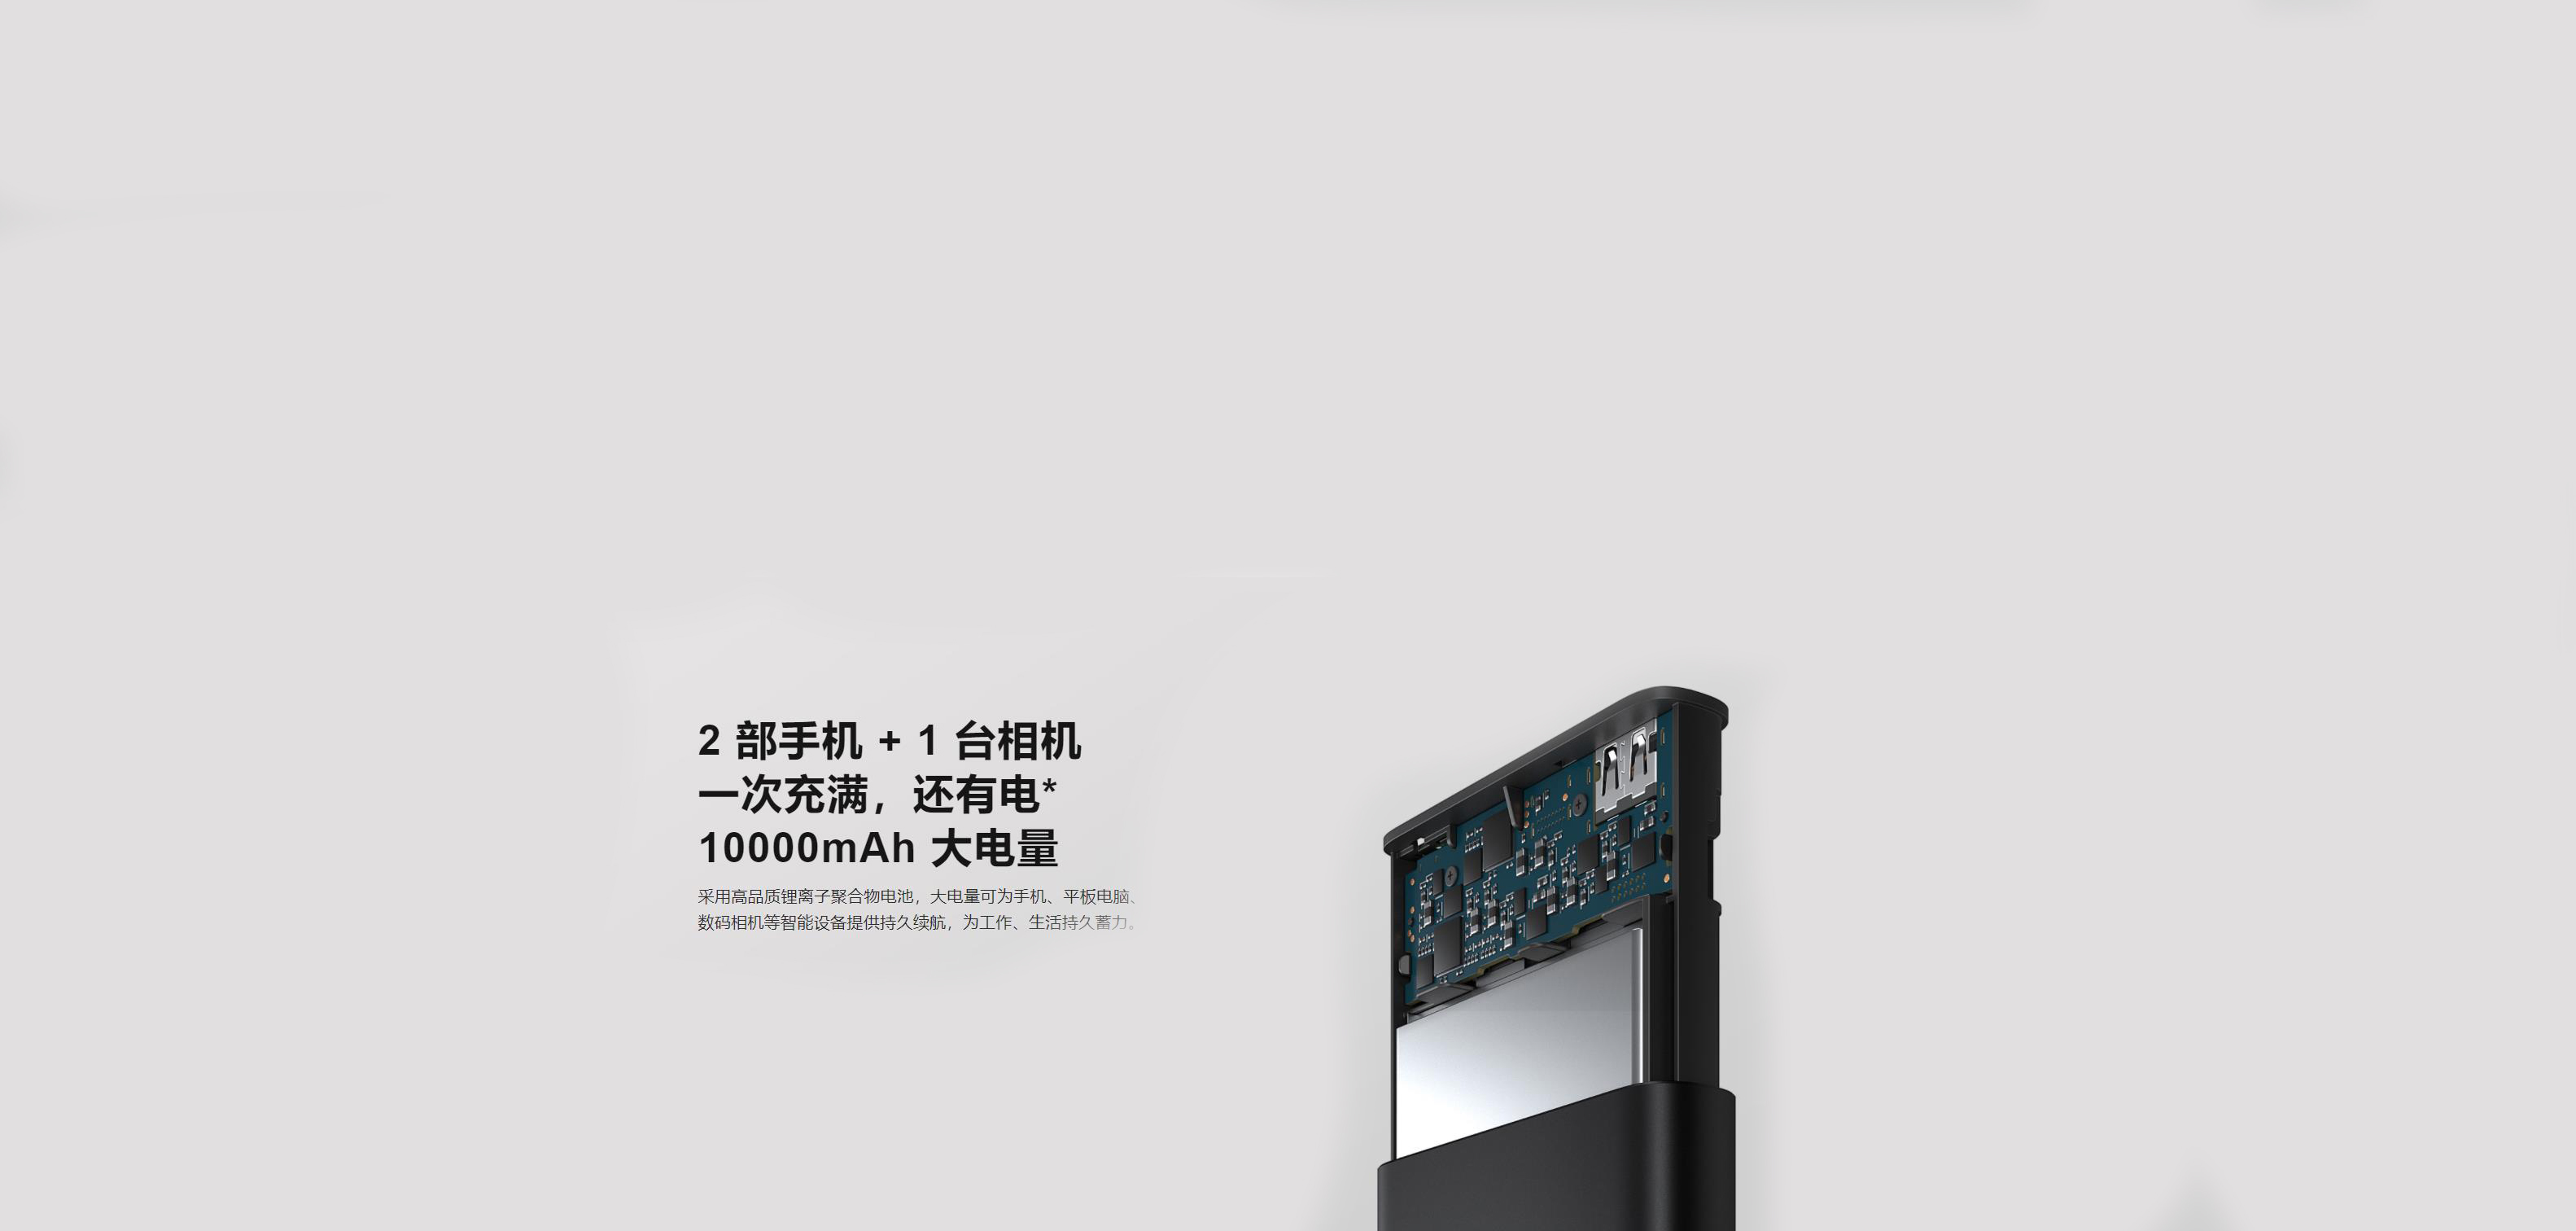 2 部手机 + 1 台相机
一次充满，还有电*
10000mAh 大电量
采用高品质锂离子聚合物电池，大电量可为手机、平板电脑、
数码相机等智能设备提供持久续航，为工作、生活持久蓄力。